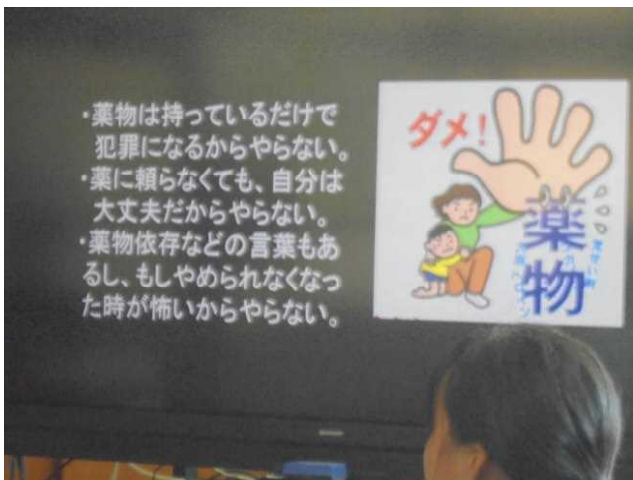 ・薬物は持っているだけで
犯罪になるからやらない。
・薬に頼らなくても、自分は
大丈夫だからやらない。
・薬物依存などの言葉もあ
るし、もしやめられなくなっ
た時が怖いからやらない。
ダメ!
薬物